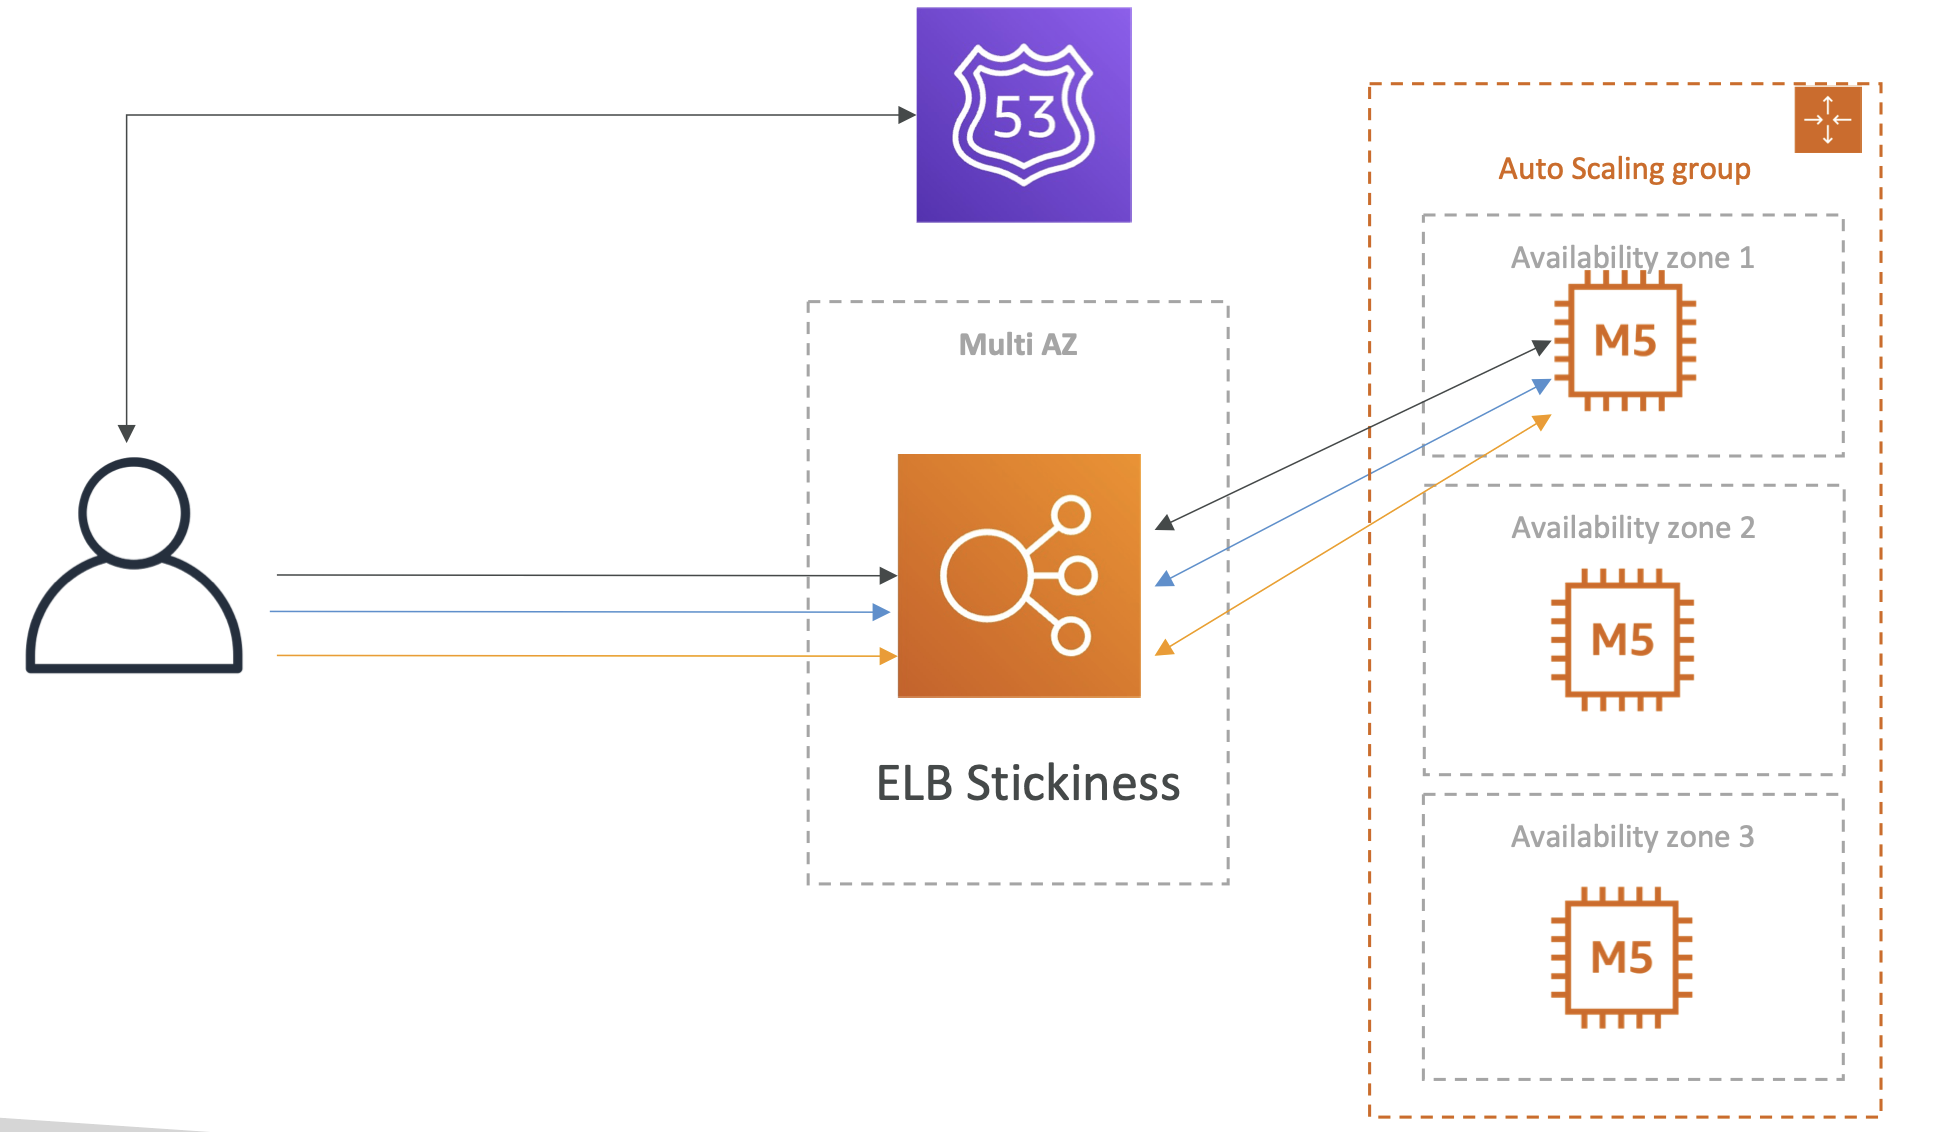 53
Auto Scaling group
Availability zone 1
M5
Multi AZ
ELB Stickiness
Availability zone 2
M5
Availability zone 3
M5